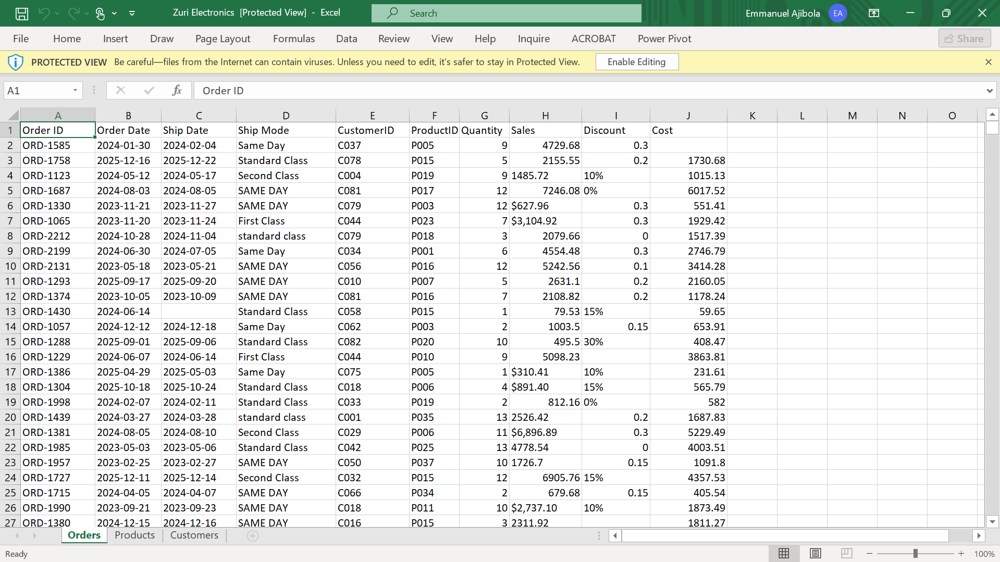 Zuri Electronics [Protected View] - Excel
Search
Emmanuel Ajibola EA
File Home Insert Draw Page Layout Formulas Data Review View Help Inquire ACROBAT Power Pivot Share
PROTECTED VIEW Be careful—files from the Internet can contain viruses. Unless you need to edit, it's safer to stay in Protected View. Enable Editing
A1 fx Order ID
A B C D E F G H I J K L M N O
1 Order ID Order Date Ship Date Ship Mode CustomerID ProductID Quantity Sales Discount Cost
2 ORD-1585 2024-01-30 2024-02-04 Same Day C037 P005 9 4729.68 0.3
3 ORD-1758 2025-12-16 2025-12-22 Standard Class C078 P015 5 2155.55 0.2 1730.68
4 ORD-1123 2024-05-12 2024-05-17 Second Class C004 P019 9 1485.72 10% 1015.13
5 ORD-1687 2024-08-03 2024-08-05 SAME DAY C081 P017 12 7246.08 0% 6017.52
6 ORD-1330 2023-11-21 2023-11-27 SAME DAY C079 P003 12 $627.96 0.3 551.41
7 ORD-1065 2023-11-20 2023-11-24 First Class C044 P023 7 $3,104.92 0.3 1929.42
8 ORD-2212 2024-10-28 2024-11-04 standard class C079 P018 3 2079.66 0 1517.39
9 ORD-2199 2024-06-30 2024-07-05 Same Day C034 P001 6 4554.48 0.3 2746.79
10 ORD-2131 2023-05-18 2023-05-21 SAME DAY C056 P016 12 5242.56 0.1 3414.28
11 ORD-1293 2025-09-17 2025-09-20 SAME DAY C010 P007 5 2631.1 0.2 2160.05
12 ORD-1374 2023-10-05 2023-10-09 SAME DAY C081 P016 7 2108.82 0.2 1178.24
13 ORD-1430 2024-06-14 Standard Class C058 P015 1 79.53 15% 59.65
14 ORD-1057 2024-12-12 2024-12-18 Same Day C062 P003 2 1003.5 0.15 653.91
15 ORD-1288 2025-09-01 2025-09-06 Standard Class C082 P020 10 495.5 30% 408.47
16 ORD-1229 2024-06-07 2024-06-14 First Class C044 P010 9 5098.23 3863.81
17 ORD-1386 2025-04-29 2025-05-03 Same Day C075 P005 1 $310.41 10% 231.61
18 ORD-1304 2025-10-18 2025-10-24 Standard Class C018 P006 4 $891.40 15% 565.79
19 ORD-1998 2024-02-07 2024-02-11 Standard Class C033 P019 2 812.16 0% 582
20 ORD-1439 2024-03-27 2024-03-28 standard class C001 P035 13 2526.42 0.2 1687.83
21 ORD-1381 2024-08-05 2024-08-10 Second Class C029 P006 11 $6,896.89 0.3 5229.49
22 ORD-1985 2023-05-03 2023-05-06 Standard Class C042 P025 13 4778.54 0 4003.51
23 ORD-1957 2023-02-25 2023-02-27 SAME DAY C050 P037 10 1726.7 0.15 1091.8
24 ORD-1727 2025-12-11 2025-12-14 Second Class C032 P015 12 6905.76 15% 4357.53
25 ORD-1715 2024-04-05 2024-04-07 SAME DAY C066 P034 2 679.68 0.15 405.54
26 ORD-1990 2023-09-21 2023-09-23 SAME DAY C018 P011 10 $2,737.10 10% 1873.49
27 ORD-1380 2024-12-15 2024-12-16 SAME DAY C016 P015 3 2311.92 1811.27
Orders Products Customers
Ready 100%